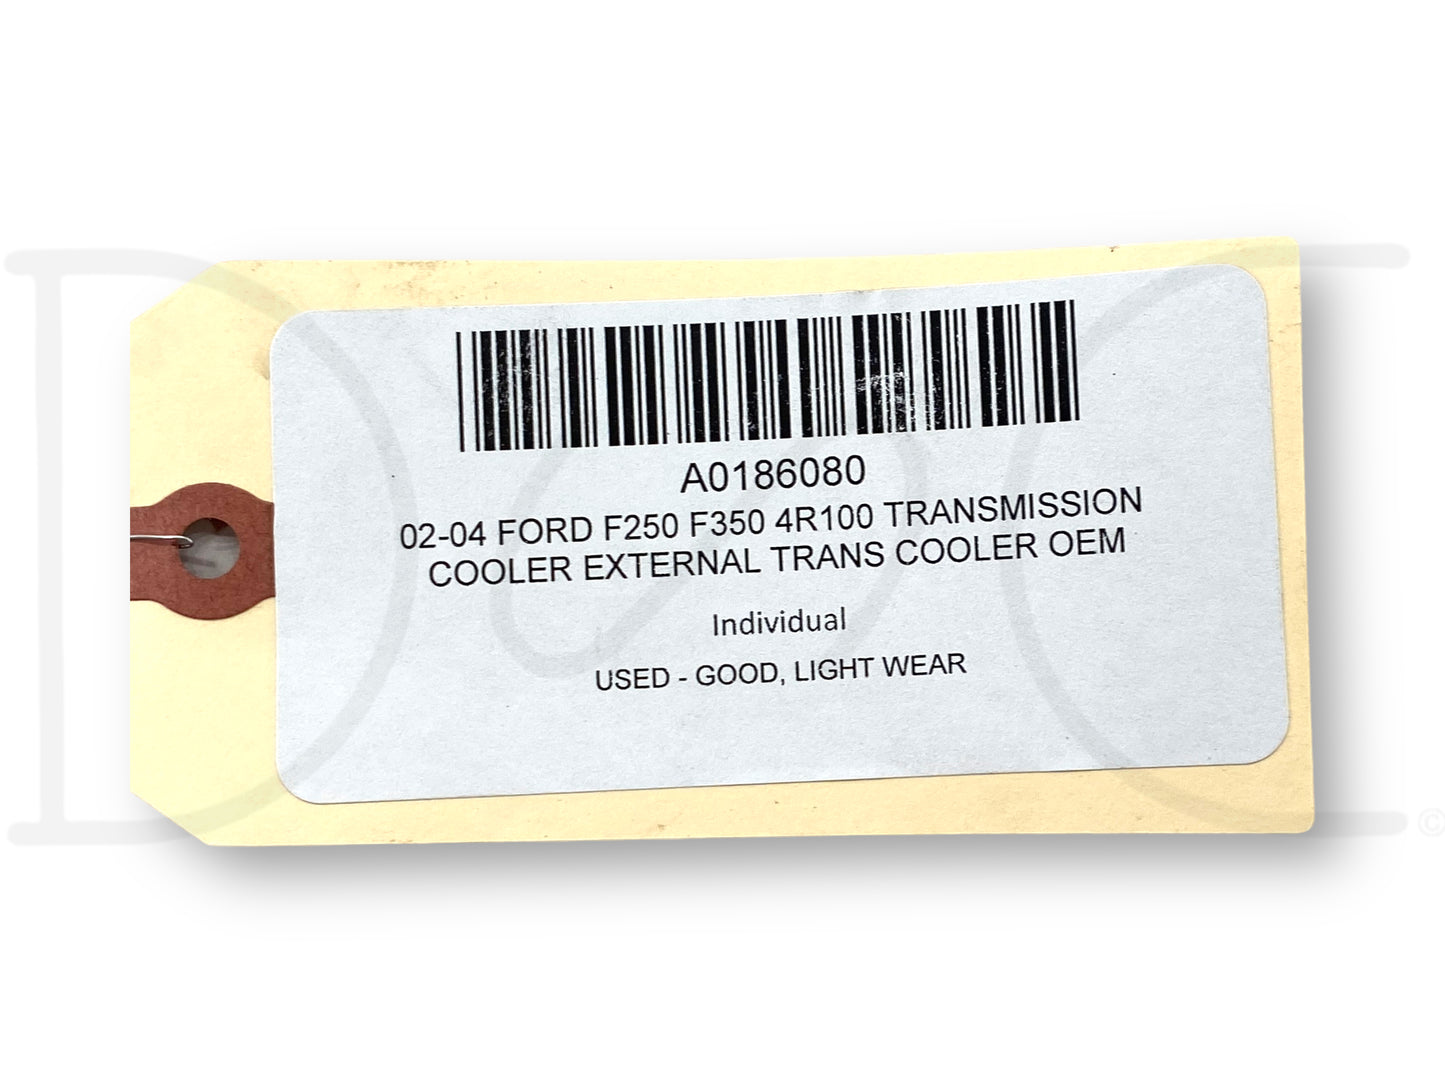 A0186080
02-04 FORD F250 F350 4R100 TRANSMISSION
COOLER EXTERNAL TRANS COOLER OEM
Individual
USED - GOOD, LIGHT WEAR